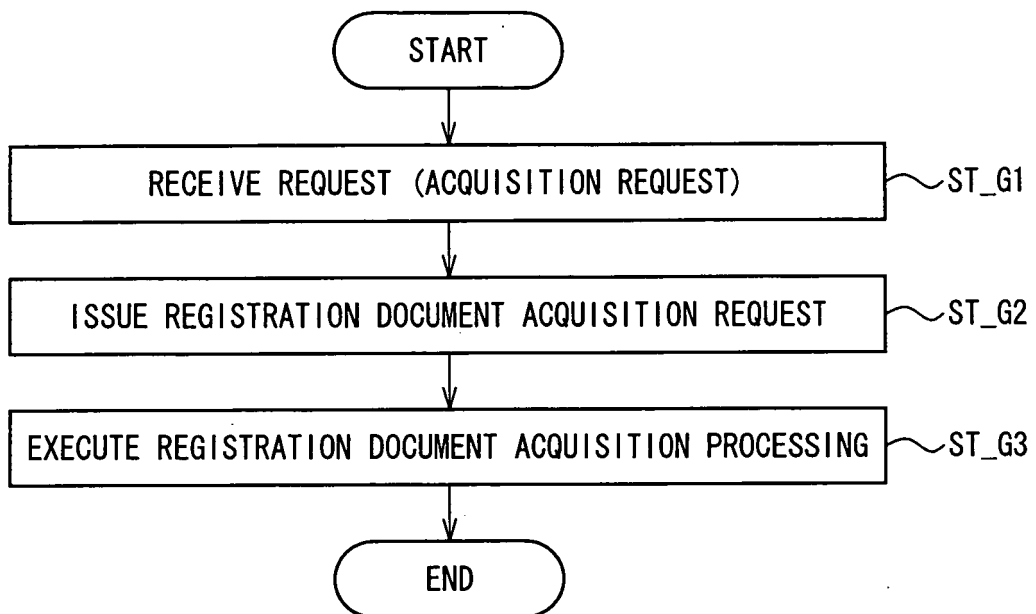 START
RECEIVE REQUEST (ACQUISITION REQUEST)
ST_G1
ISSUE REGISTRATION DOCUMENT ACQUISITION REQUEST
ST_G2
EXECUTE REGISTRATION DOCUMENT ACQUISITION PROCESSING
ST_G3
END